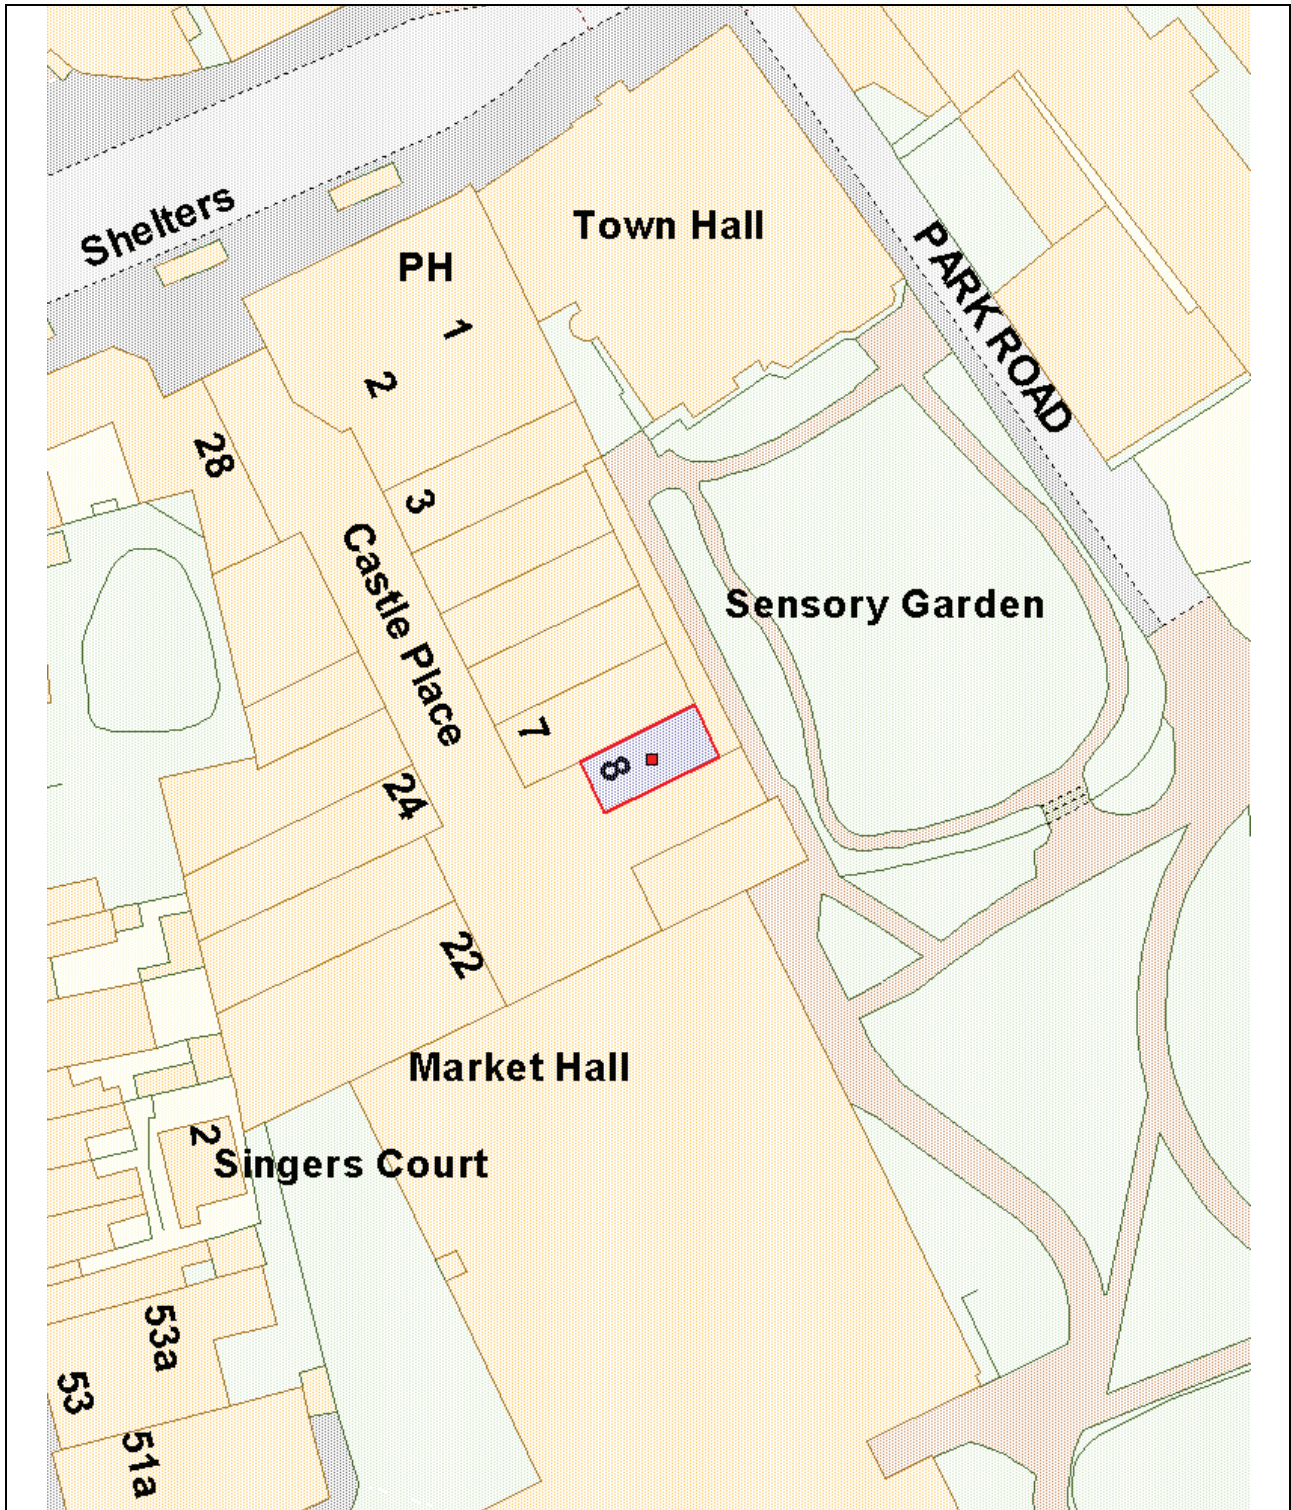 Shelters
Town Hall
PH
PARK ROAD
1
2
28
3
Castle Place
Sensory Garden
7
8
24
22
Market Hall
2
Singers Court
53a
53
51a